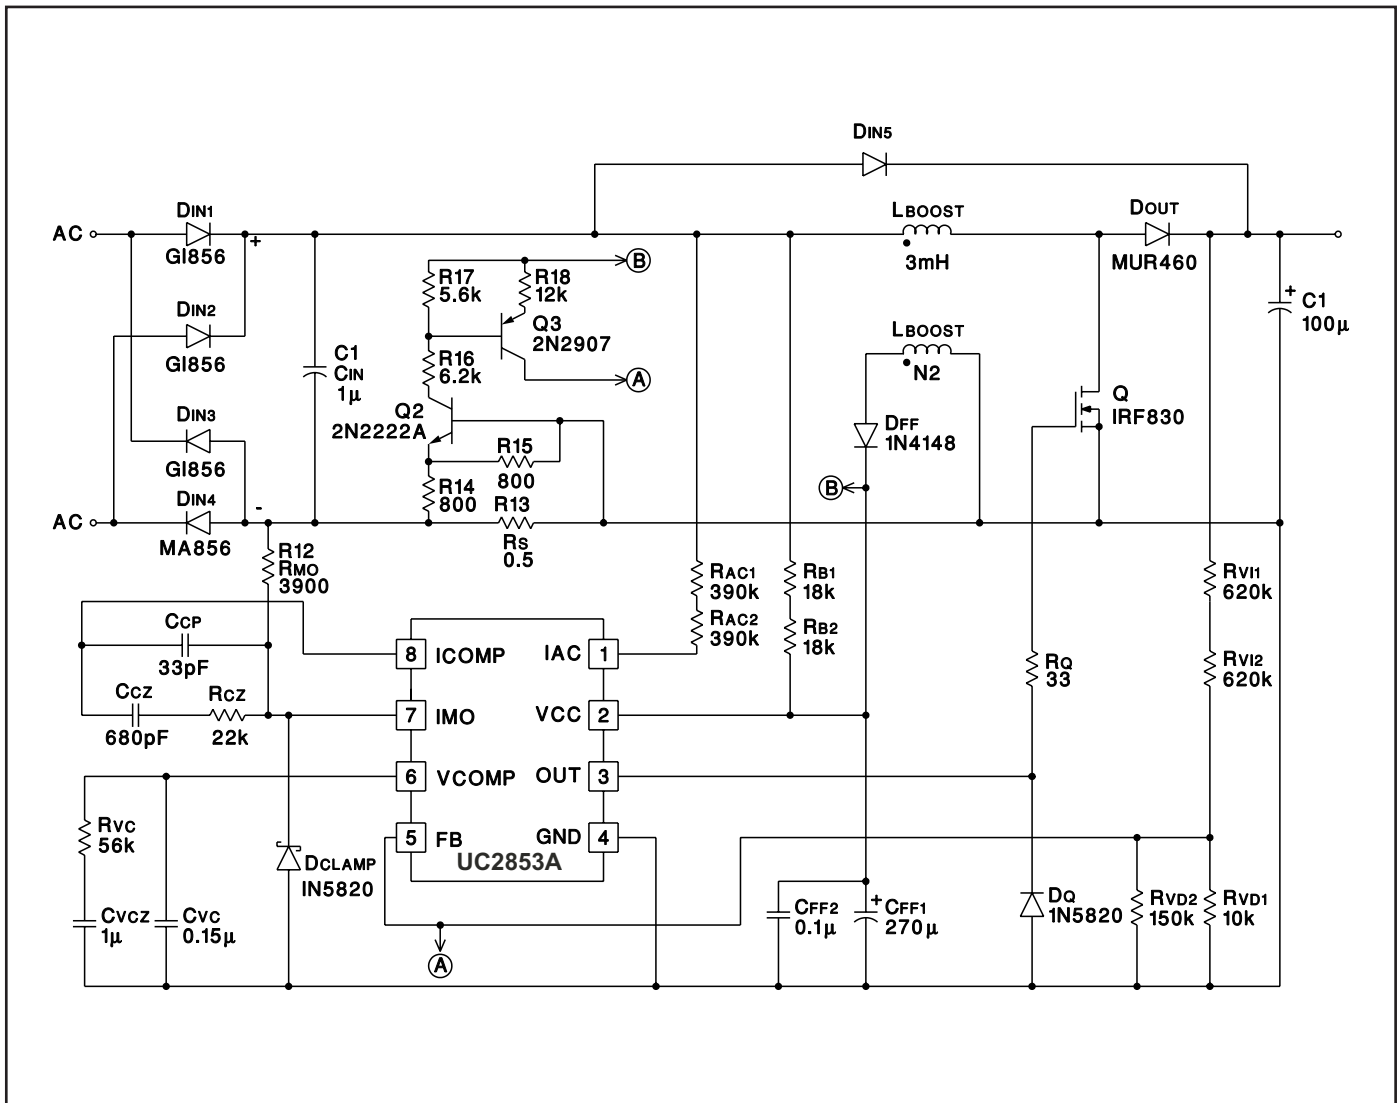 DIN5
DIN1
LBOOST
DOUT
AC
+
GI856
3mH
MUR460
B
R17
5.6k
R18
12k
DIN2
GI856
Q3
2N2907
+
C1
100μ
LBOOST
N2
C1
CIN
1μ
R16
6.2k
A
Q
IRF830
DIN3
GI856
Q2
2N2222A
DFF
1N4148
R15
800
R14
800
B
DIN4
-
R13
AC
MA856
RS
0.5
R12
RMO
3900
RAC1
390k
RB1
18k
RVI1
620k
CCP
33pF
RAC2
390k
RB2
18k
8
ICOMP
IAC
1
RQ
33
RVI2
620k
CCZ
680pF
RCZ
22k
7
IMO
VCC
2
6
VCOMP
OUT
3
RVC
56k
5
FB
GND
4
UC2853A
DCLAMP
IN5820
CVCZ
1μ
CVC
0.15μ
CFF2
0.1μ
+
CFF1
270μ
DQ
1N5820
RVD2
150k
RVD1
10k
A